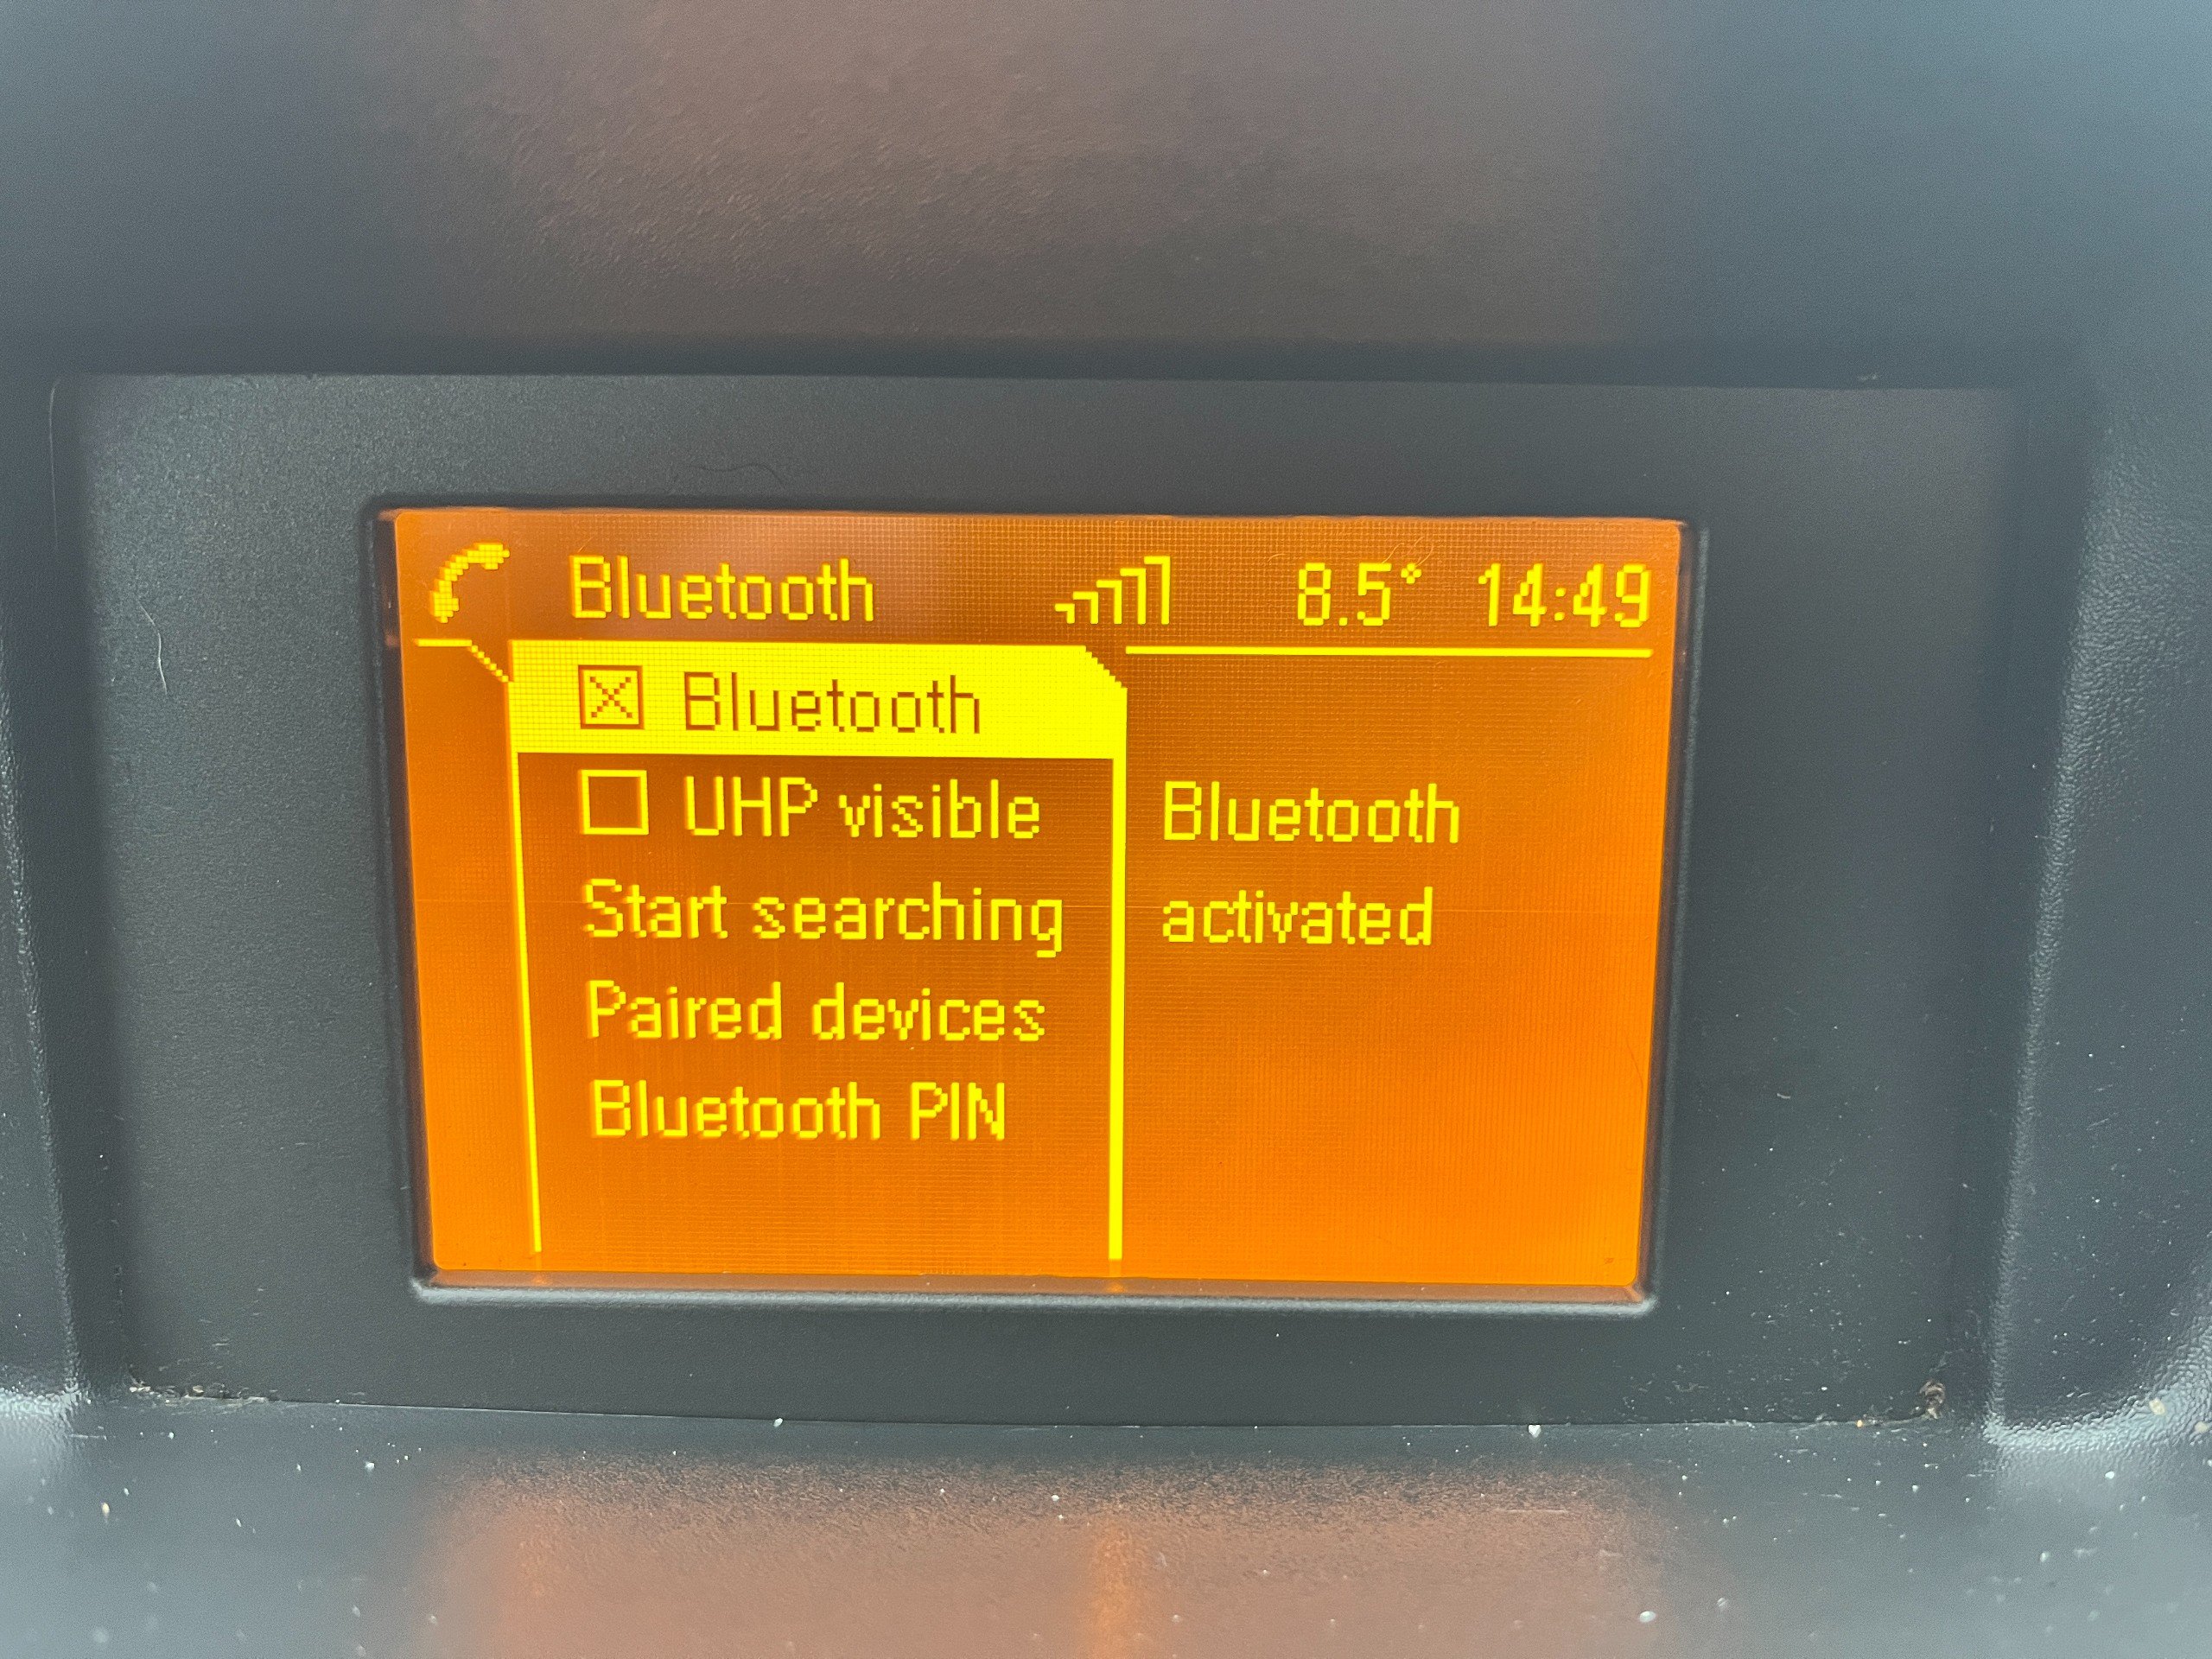 Bluetooth 8.5° 14:49
Bluetooth
UHP visible
Start searching
Paired devices
Bluetooth PIN
Bluetooth
activated